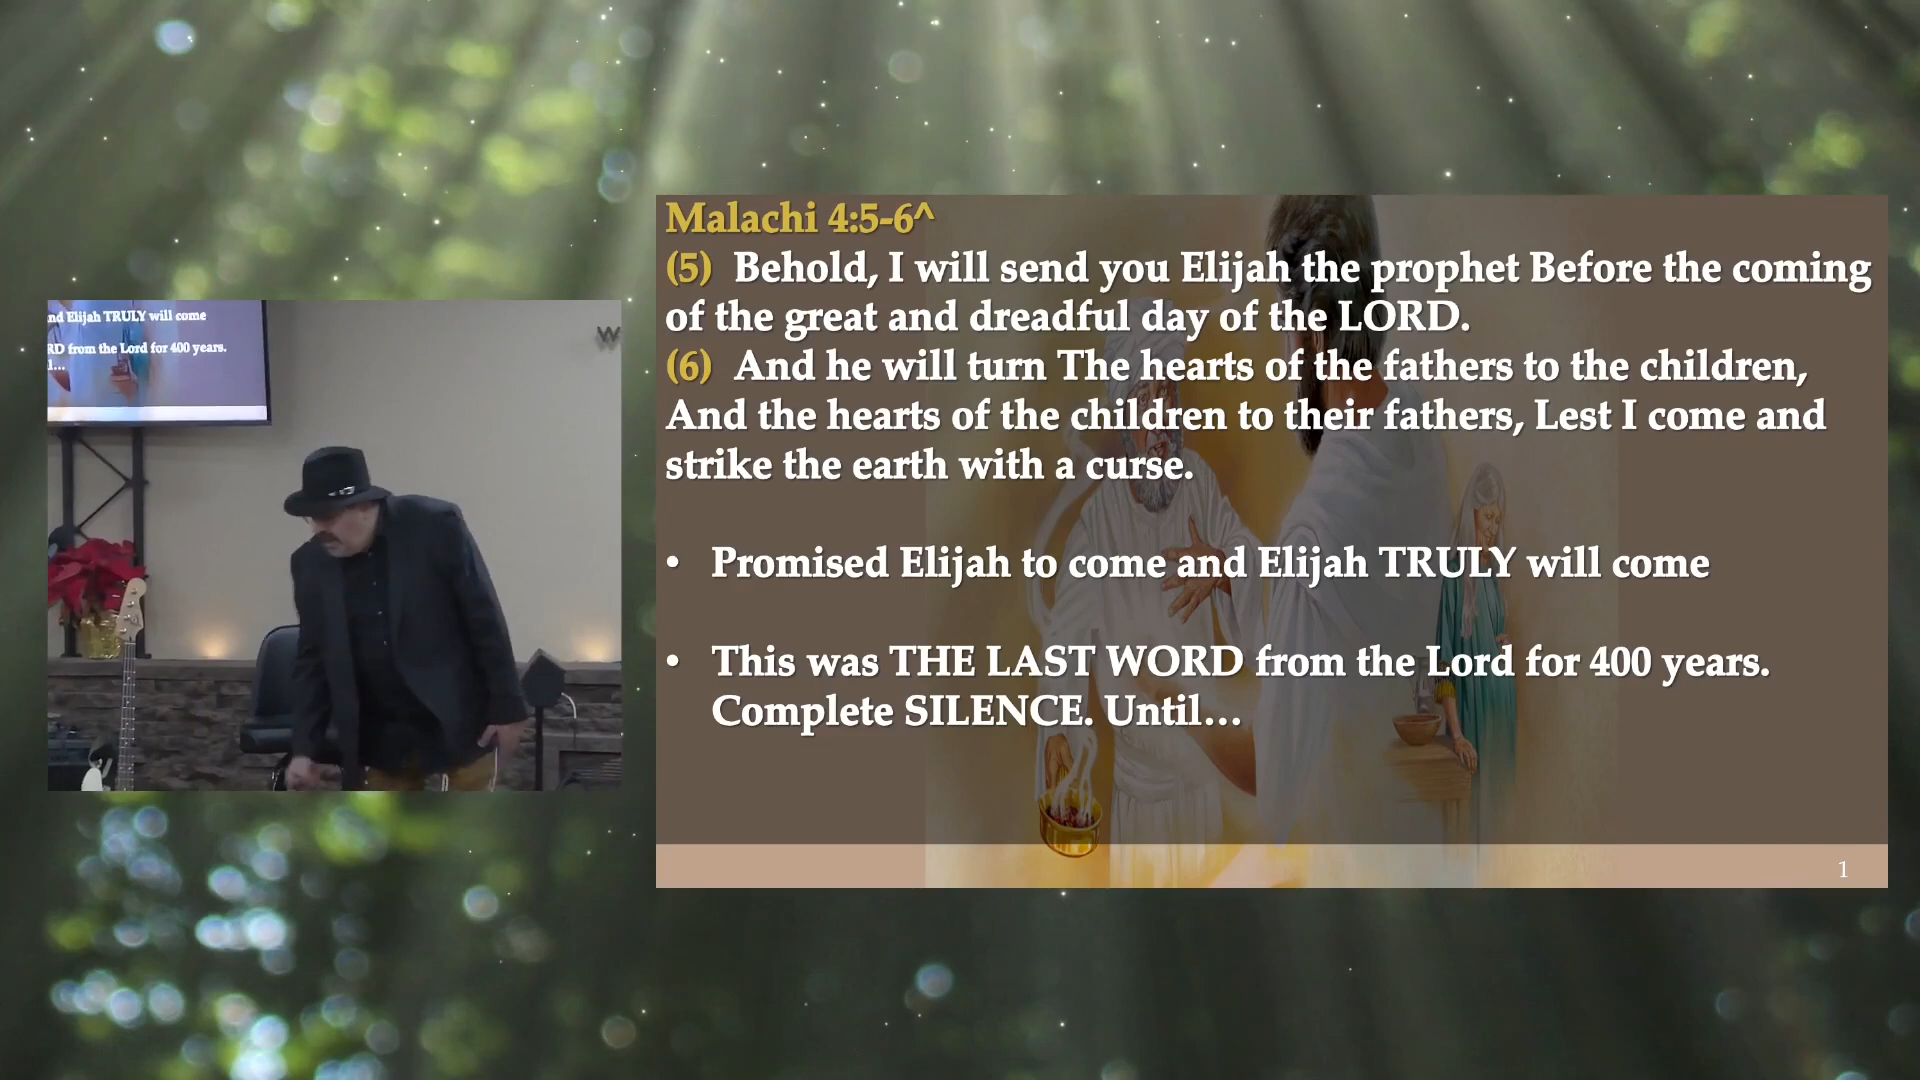 nd Elijah TRULY will come
RD from the Lord for 400 years.
l...
W
Malachi 4:5-6^
(5) Behold, I will send you Elijah the prophet Before the coming
of the great and dreadful day of the LORD.
(6) And he will turn The hearts of the fathers to the children,
And the hearts of the children to their fathers, Lest I come and
strike the earth with a curse.
• Promised Elijah to come and Elijah TRULY will come
• This was THE LAST WORD from the Lord for 400 years.
Complete SILENCE. Until…
1